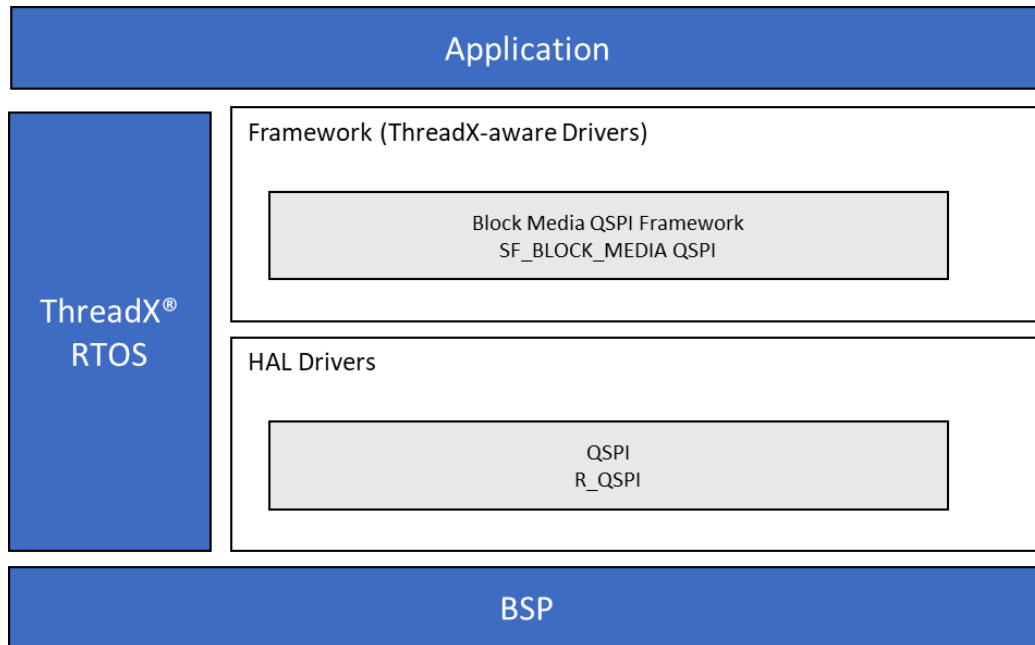 Application
Framework (ThreadX-aware Drivers)
Block Media QSPI Framework
SF_BLOCK_MEDIA QSPI
ThreadX®
RTOS
HAL Drivers
QSPI
R_QSPI
BSP